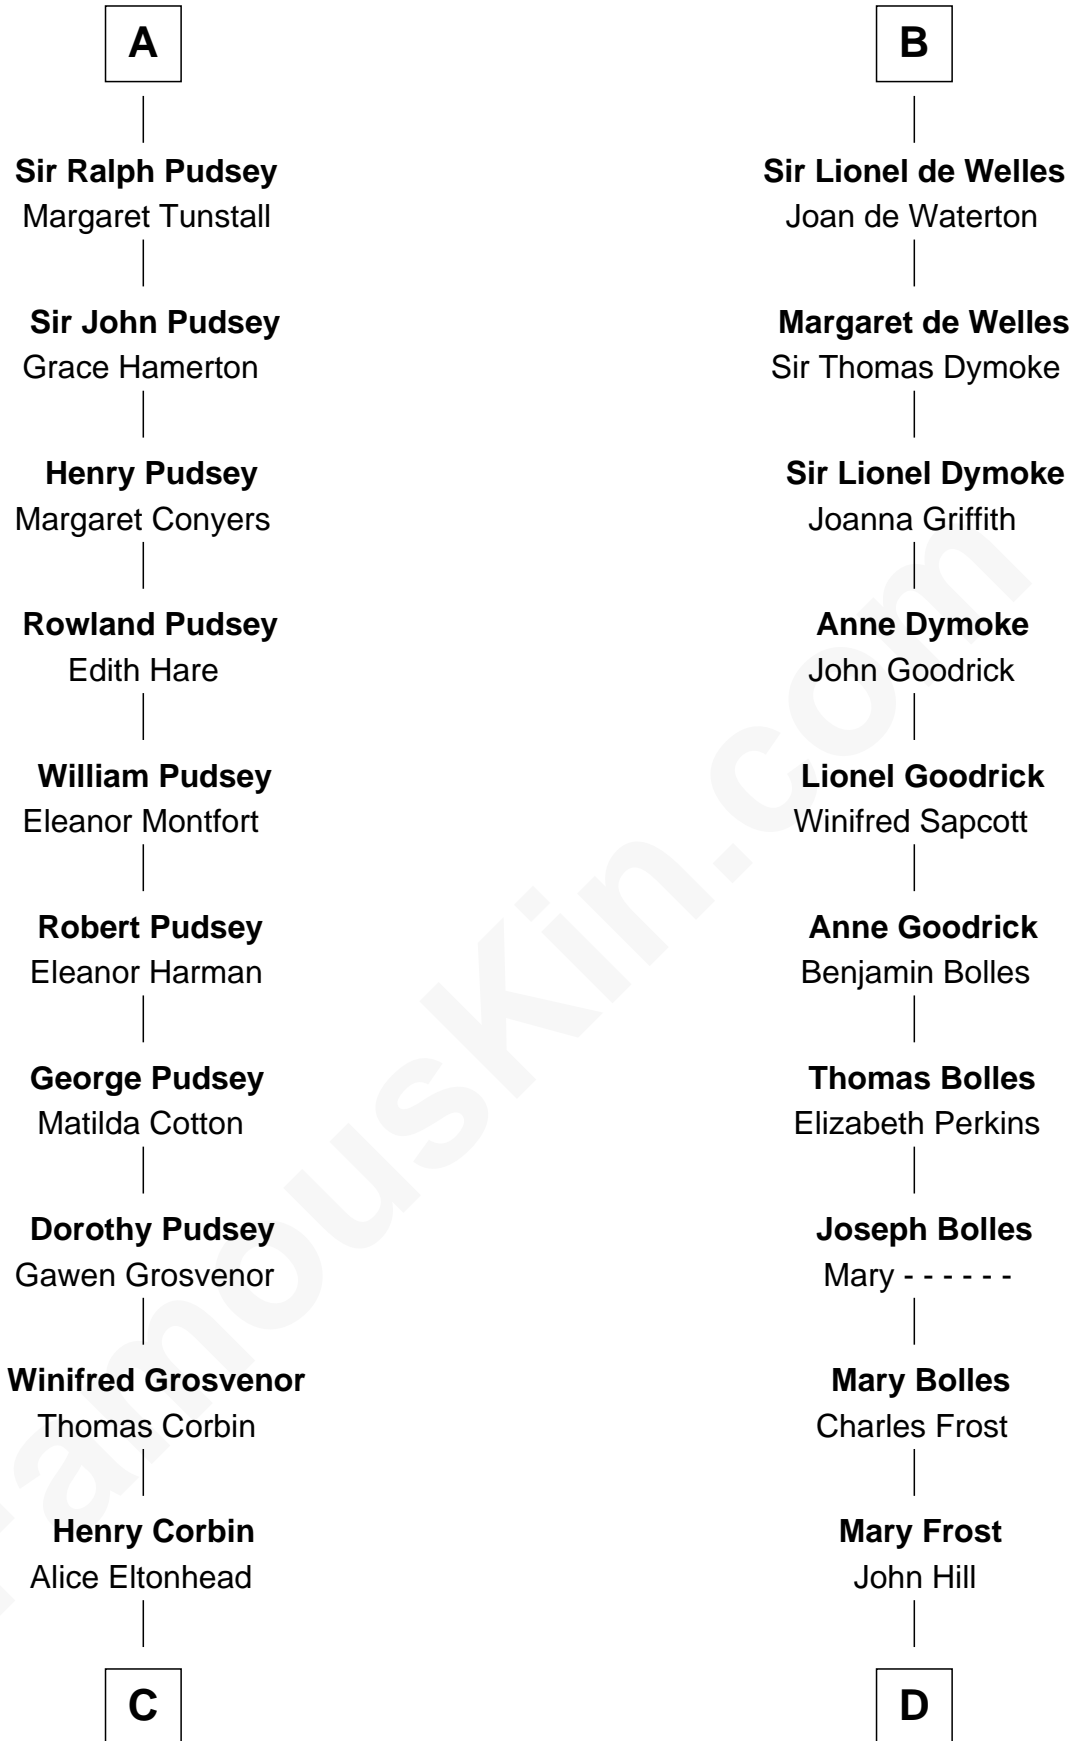 A
Sir Ralph Pudsey
Margaret Tunstall
Sir John Pudsey
Grace Hamerton
Henry Pudsey
Margaret Conyers
Rowland Pudsey
Edith Hare
William Pudsey
Eleanor Montfort
Robert Pudsey
Eleanor Harman
George Pudsey
Matilda Cotton
Dorothy Pudsey
Gawen Grosvenor
Winifred Grosvenor
Thomas Corbin
Henry Corbin
Alice Eltonhead
C
B
Sir Lionel de Welles
Joan de Waterton
Margaret de Welles
Sir Thomas Dymoke
Sir Lionel Dymoke
Joanna Griffith
Anne Dymoke
John Goodrick
Lionel Goodrick
Winifred Sapcott
Anne Goodrick
Benjamin Bolles
Thomas Bolles
Elizabeth Perkins
Joseph Bolles
Mary - - - - - -
Mary Bolles
Charles Frost
Mary Frost
John Hill
D
FamousKin.com